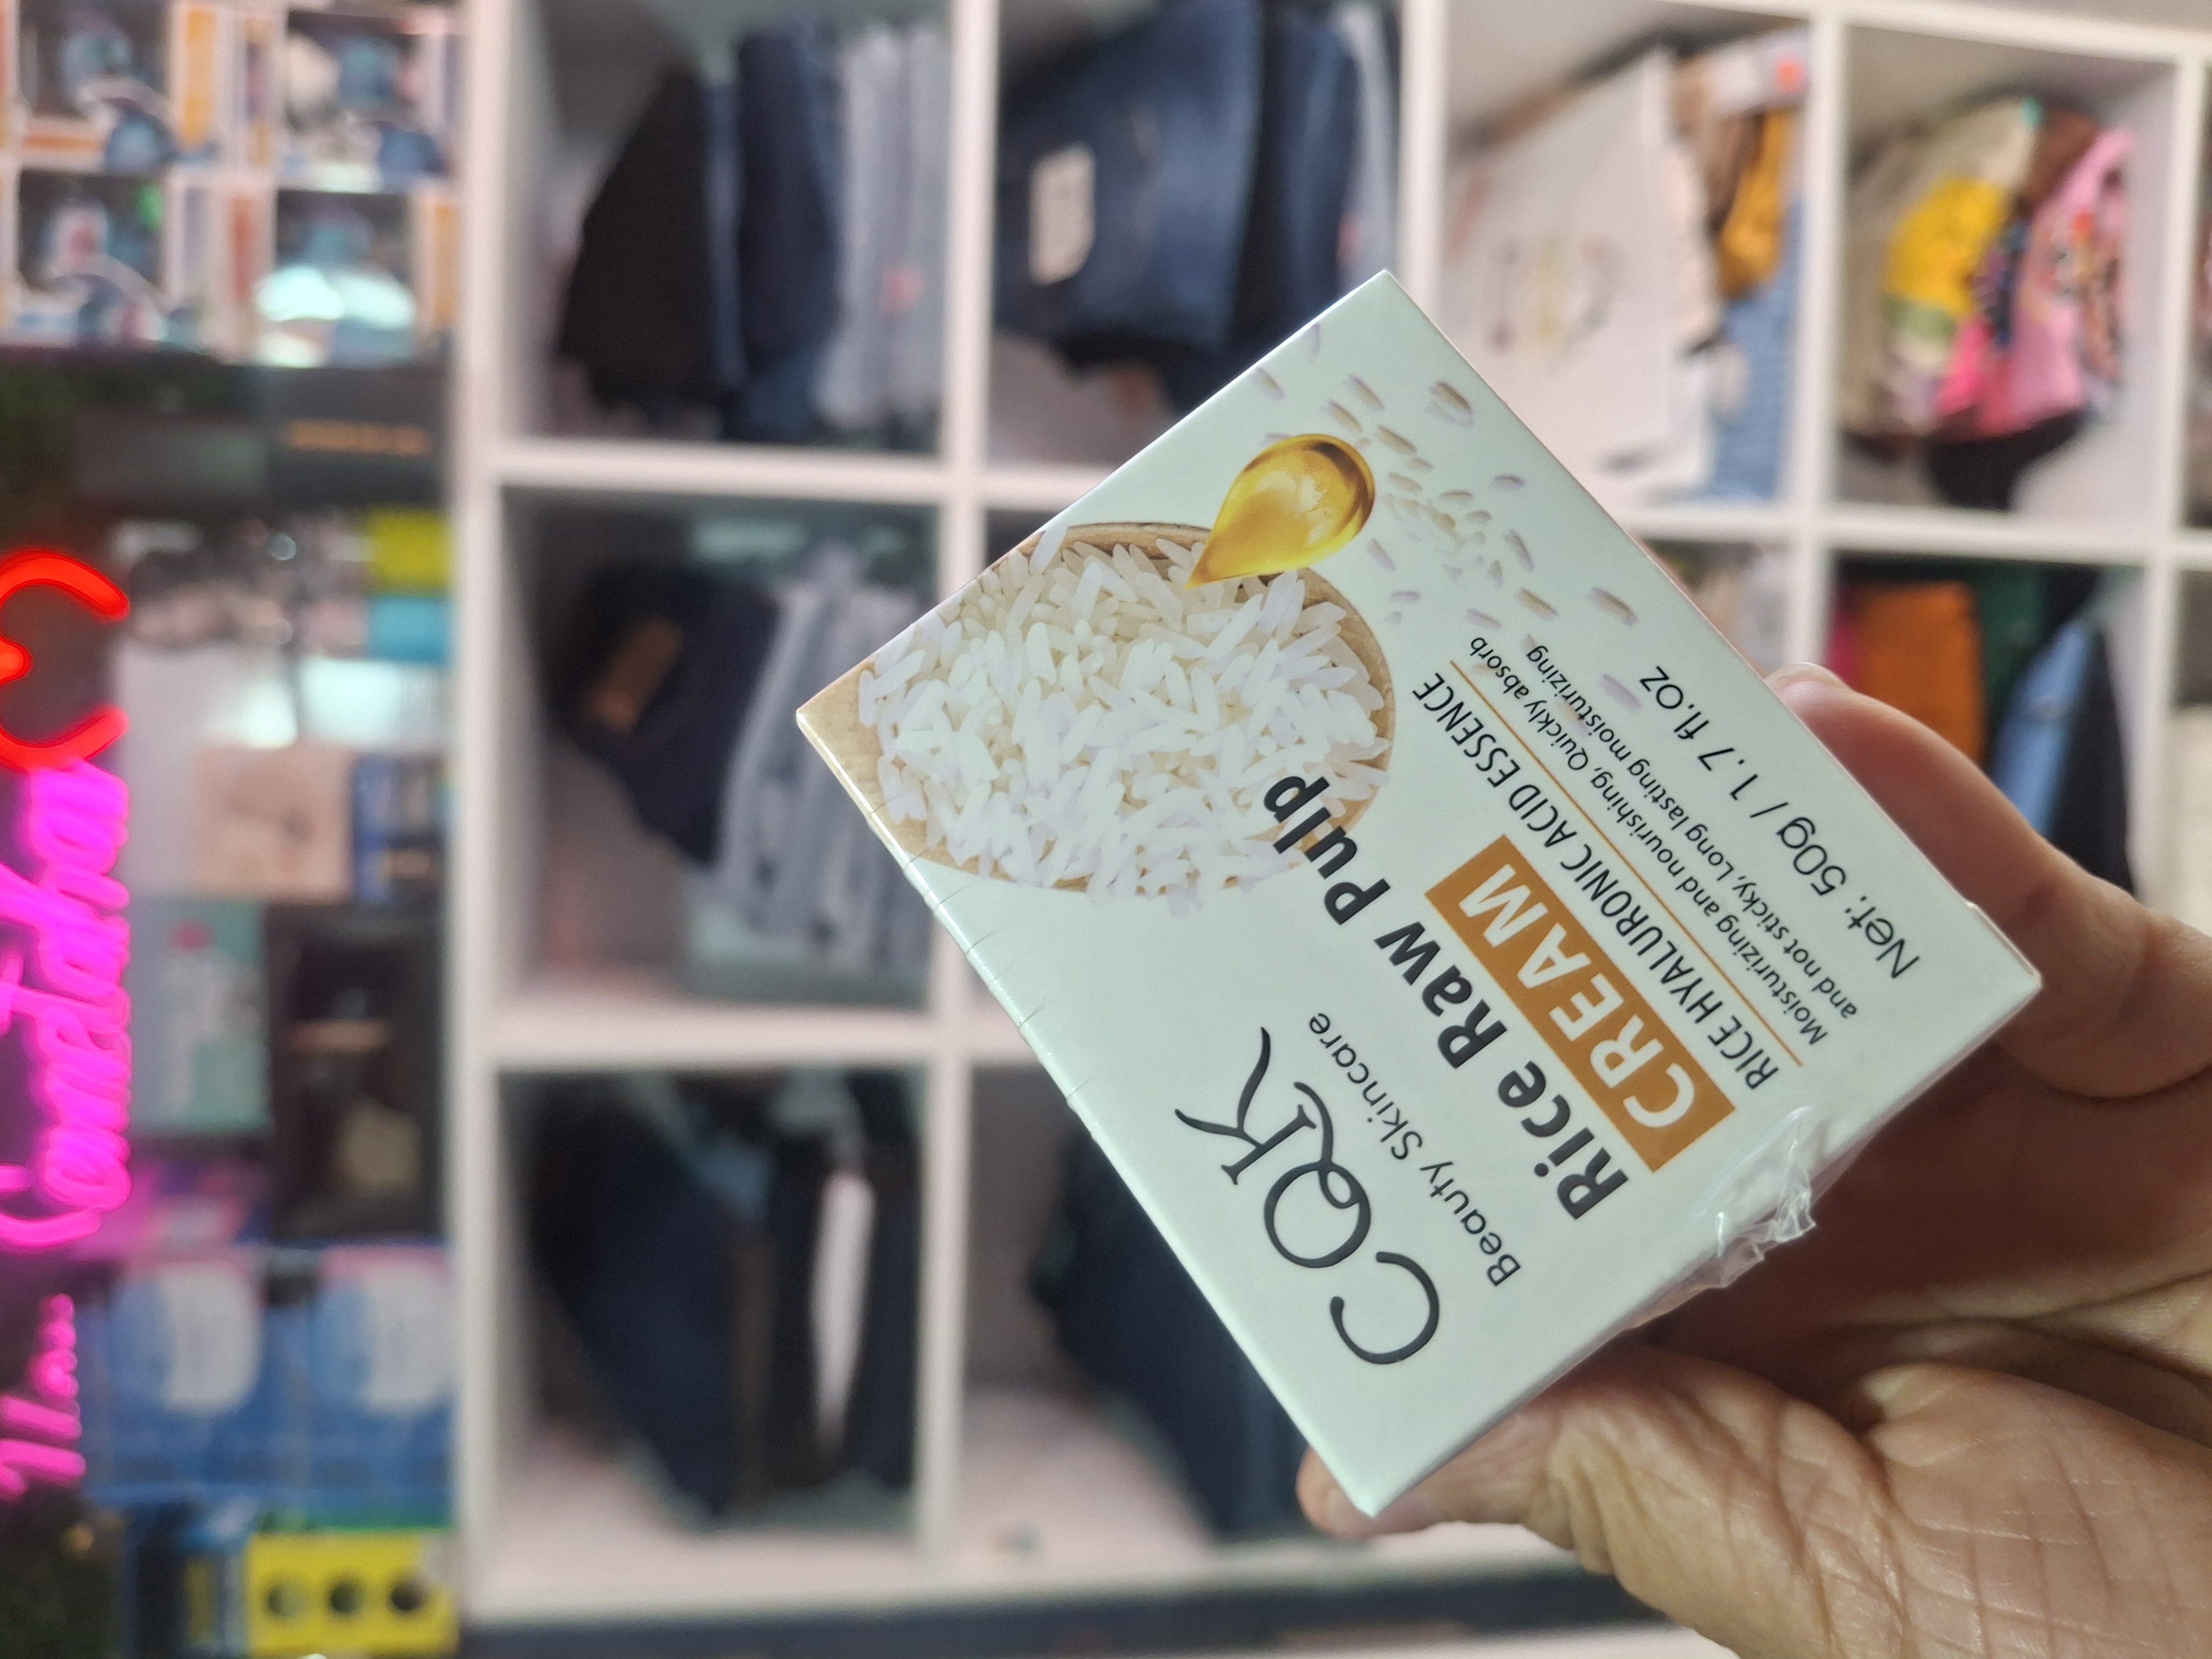 COQK
Beauty Skincare
Rice Raw Pulp
CREAM
RICE HYALURONIC ACID ESSENCE
Moisturizing and nourishing, Quickly absorb
and not sticky, Long lasting moisturizing
Net: 50g / 1.7 fl.OZ